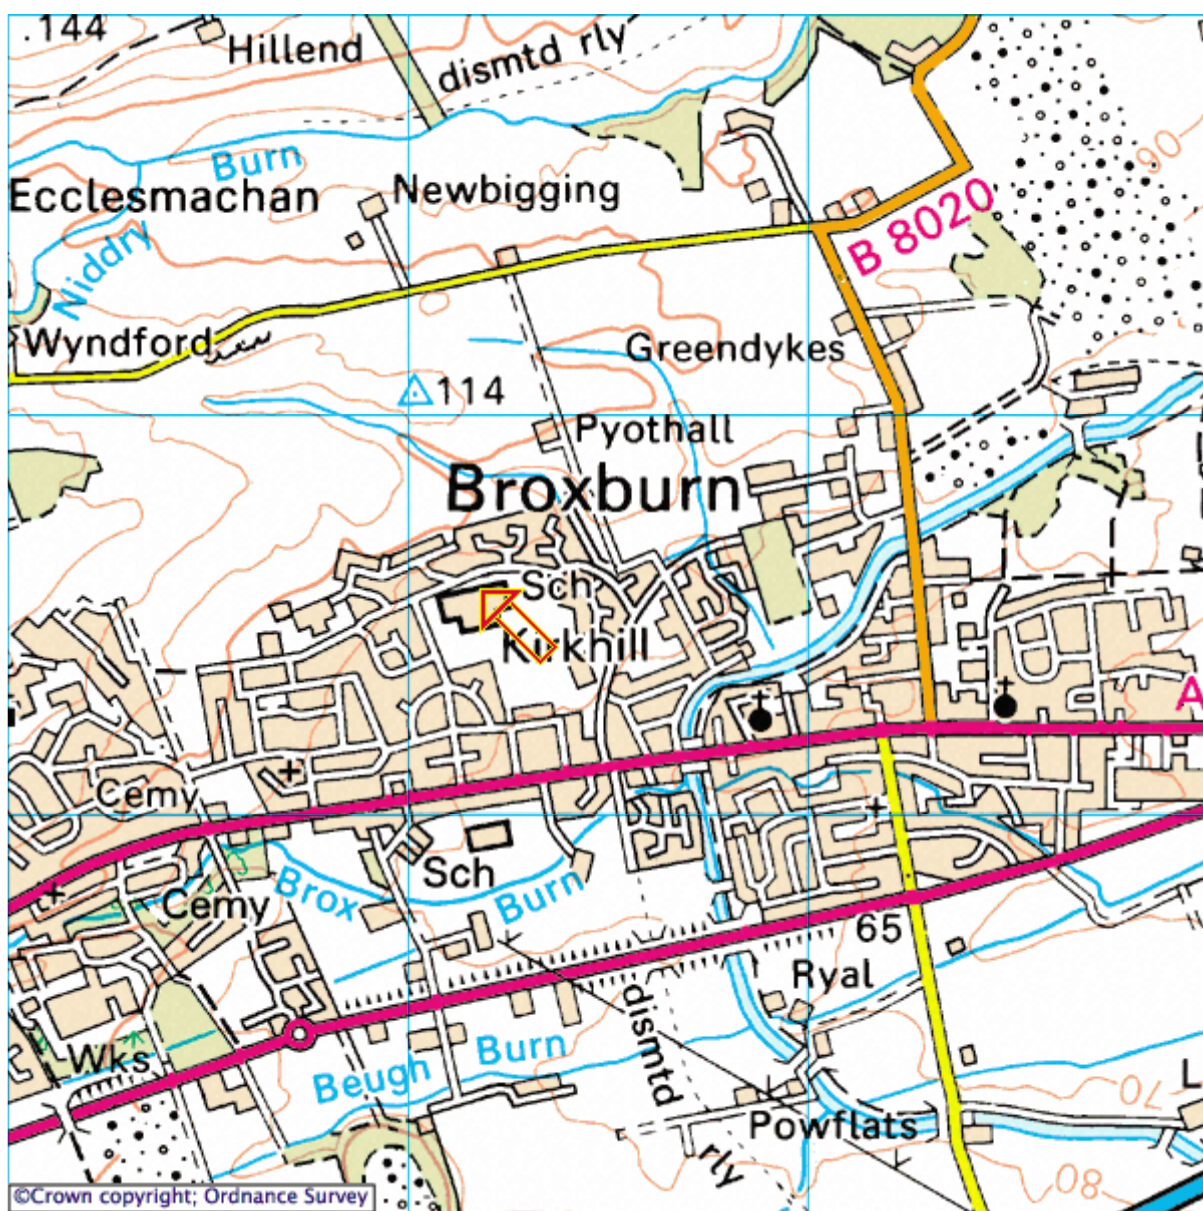 .144
Hillend
dismtd rly
Burn
Ecclesmachan
Newbigging
90
B 8020
Niddry
Wyndford
Greendykes
114
Pyothall
Broxburn
Sch
Kirkhill
A
Cemy
Sch
Brox
Burn
Cemy
65
Ryal
dismtd
Wks
Burn
Beugh
70
L
Powflats
rly
80
©Crown copyright; Ordnance Survey